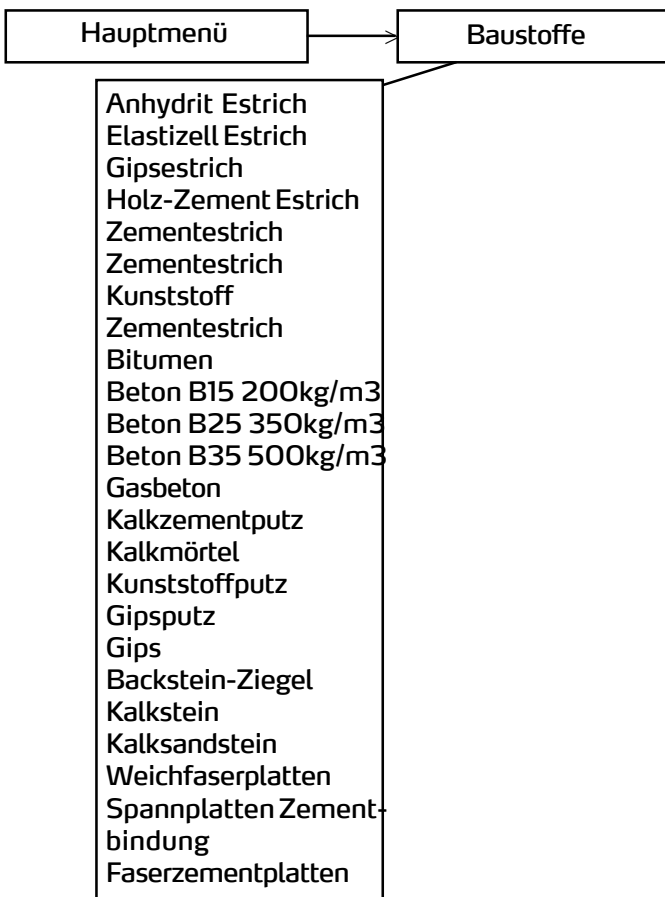 Hauptmenü
Baustoffe
Anhydrit Estrich
Elastizell Estrich
Gipsestrich
Holz-Zement Estrich
Zementestrich
Zementestrich
Kunststoff
Zementestrich
Bitumen
Beton B15 200kg/m3
Beton B25 350kg/m3
Beton B35 500kg/m3
Gasbeton
Kalkzementputz
Kalkmörtel
Kunststoffputz
Gipsputz
Gips
Backstein-Ziegel
Kalkstein
Kalksandstein
Weichfaserplatten
Spannplatten Zement-
bindung
Faserzementplatten